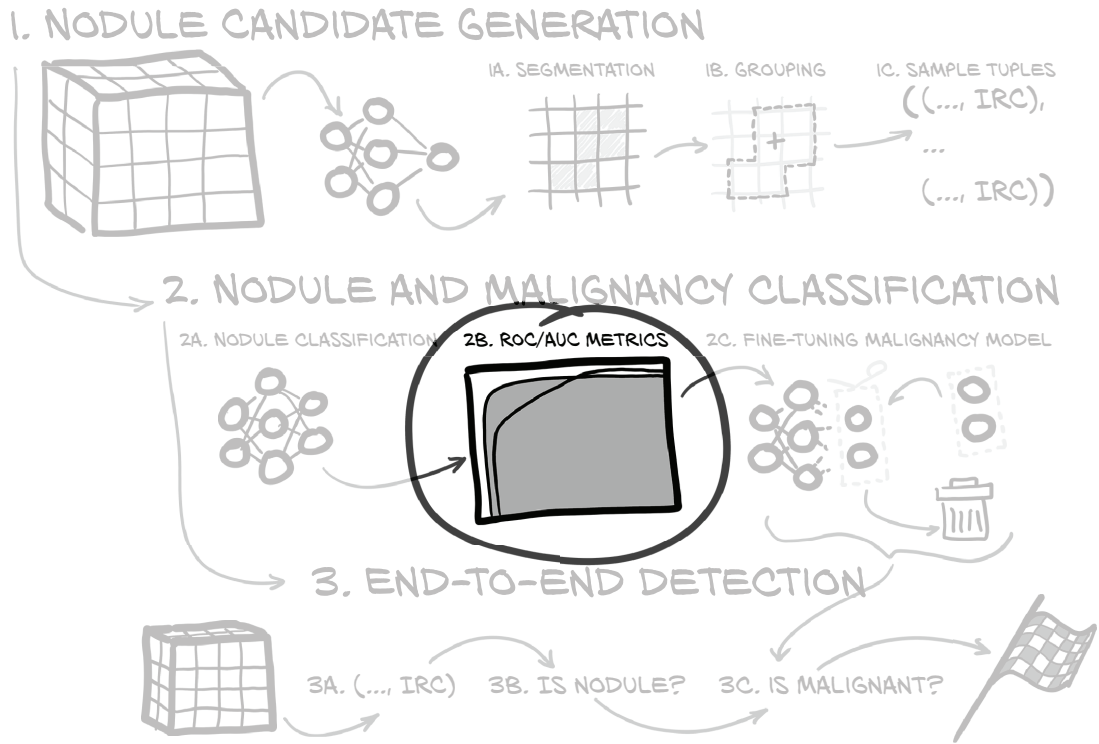 1. NODULE CANDIDATE GENERATION
1A. SEGMENTATION
1B. GROUPING
1C. SAMPLE TUPLES
((..., IRC),
...
(..., IRC))
2. NODULE AND MALIGNANCY CLASSIFICATION
2A. NODULE CLASSIFICATION
2B. ROC/AUC METRICS
2C. FINE-TUNING MALIGNANCY MODEL
3. END-TO-END DETECTION
3A. (..., IRC)
3B. IS NODULE?
3C. IS MALIGNANT?